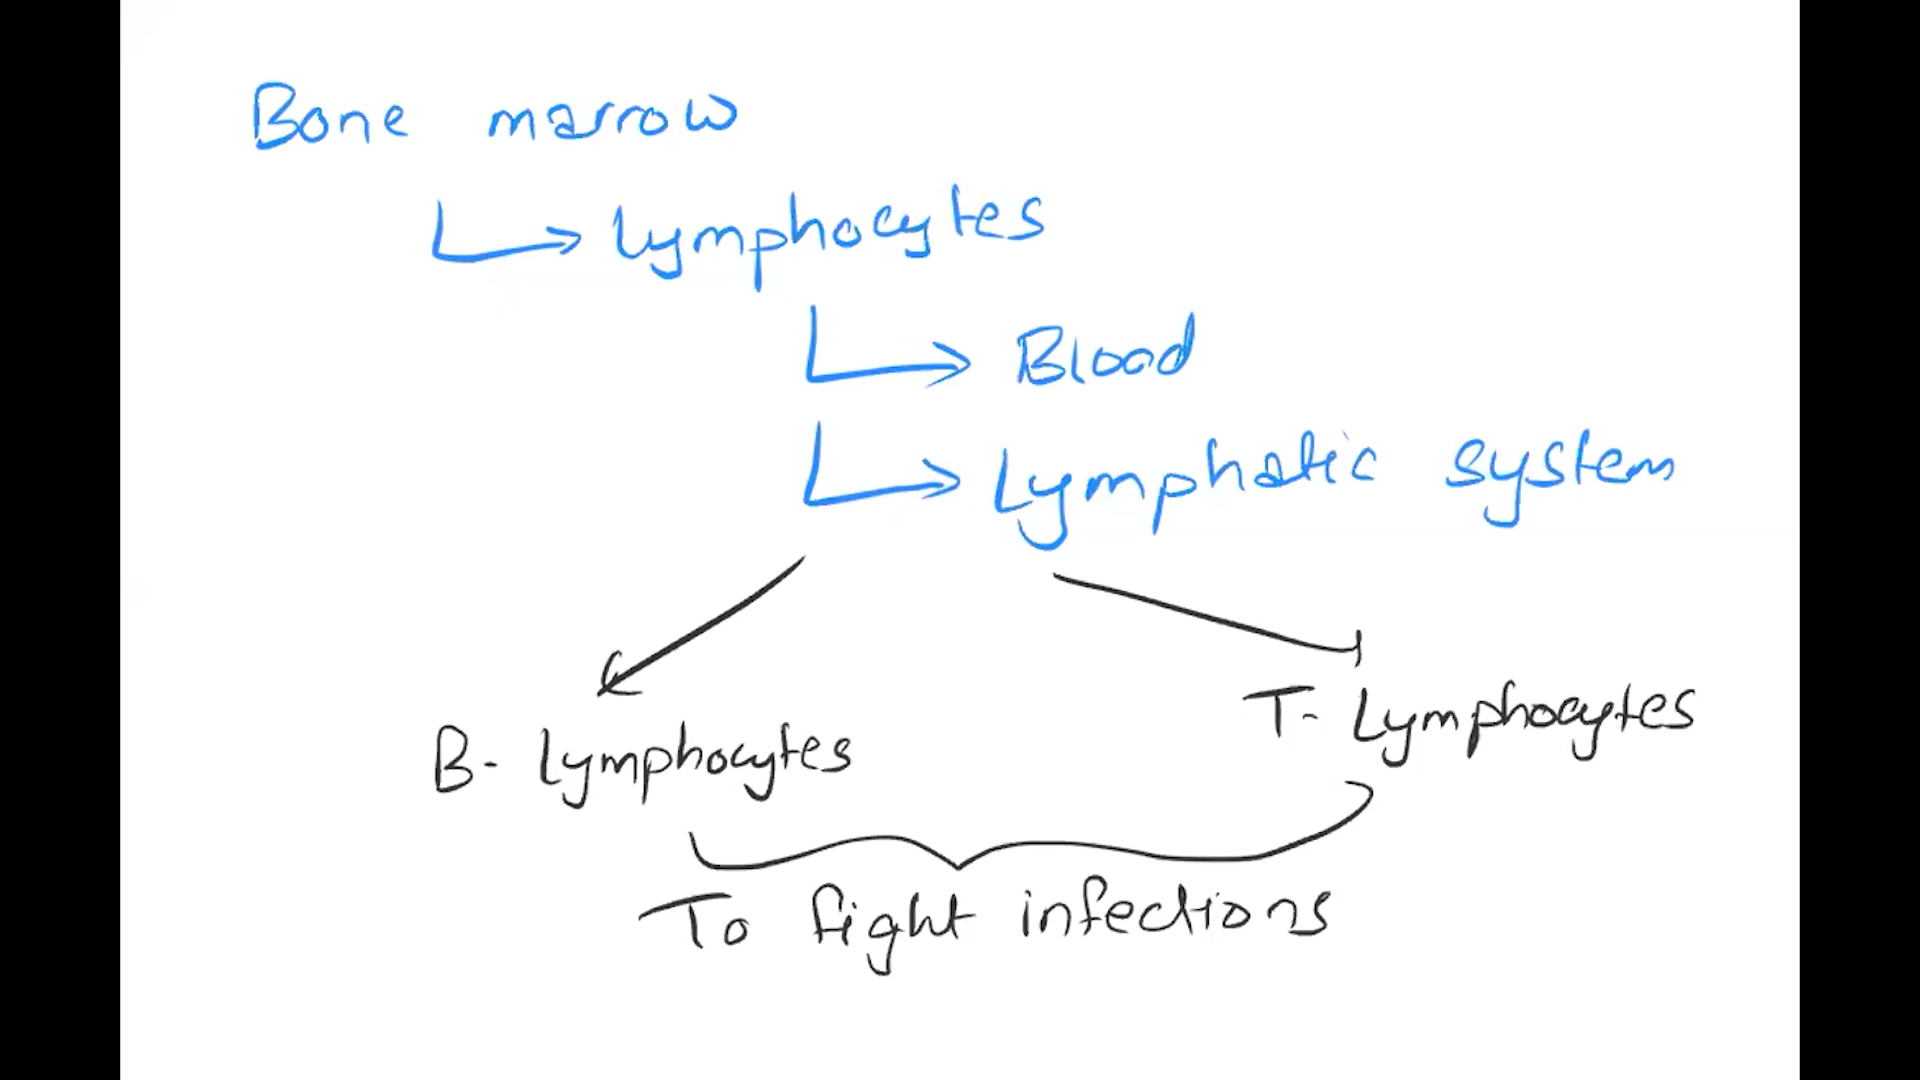 Bone marrow
Lymphocytes
Blood
Lymphatic system
B- Lymphocytes
T- Lymphocytes
To fight infections